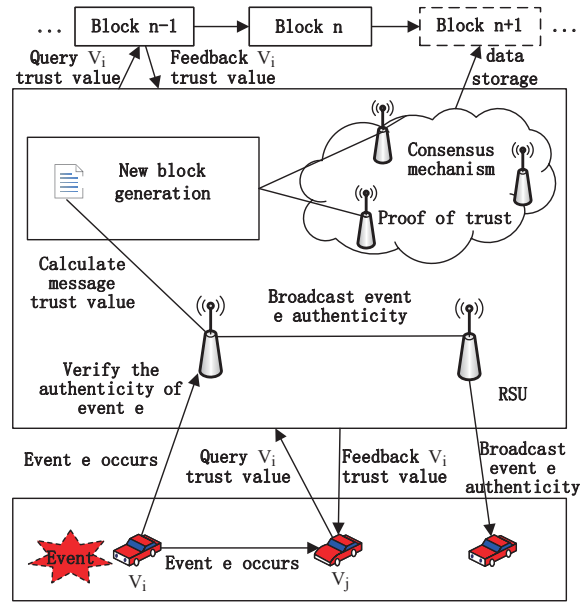 ... Block n-1 Block n Block n+1 ...
Query Vi
trust value
Feedback Vi
trust value
data
storage
New block
generation
Consensus
mechanism
Proof of trust
Calculate
message
trust value
Broadcast event
e authenticity
Verify the
authenticity of
event e
RSU
Event e occurs
Query Vi
trust value
Feedback Vi
trust value
Broadcast
event e
authenticity
Event
Event e occurs
Vi
Vj